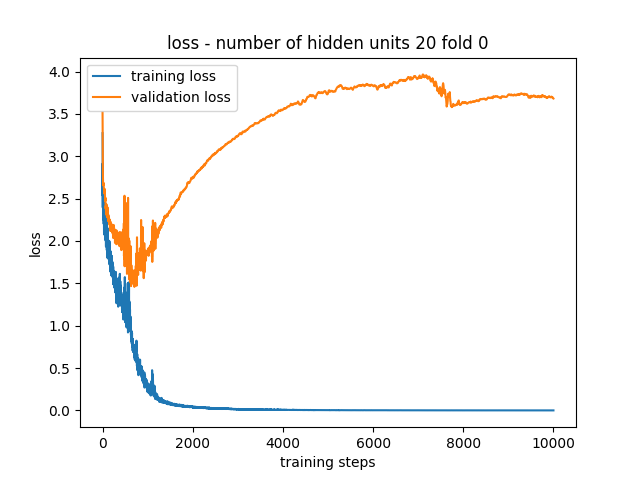 loss - number of hidden units 20 fold 0
training loss
validation loss
loss
4.0
3.5
3.0
2.5
2.0
1.5
1.0
0.5
0.0
0 2000 4000 6000 8000 10000
training steps